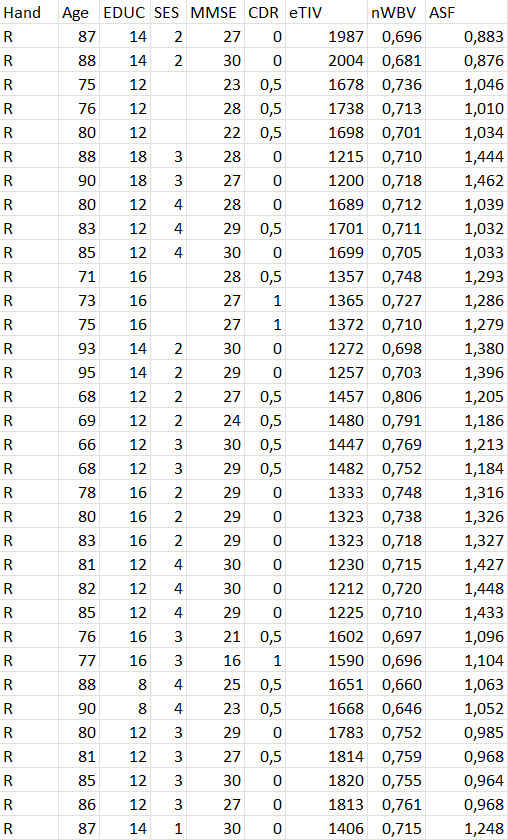 Hand Age EDUC SES MMSE CDR eTIV nWBV ASF
R 87 14 2 27 0 1987 0,696 0,883
R 88 14 2 30 0 2004 0,681 0,876
R 75 12 23 0,5 1678 0,736 1,046
R 76 12 28 0,5 1738 0,713 1,010
R 80 12 22 0,5 1698 0,701 1,034
R 88 18 3 28 0 1215 0,710 1,444
R 90 18 3 27 0 1200 0,718 1,462
R 80 12 4 28 0 1689 0,712 1,039
R 83 12 4 29 0,5 1701 0,711 1,032
R 85 12 4 30 0 1699 0,705 1,033
R 71 16 28 0,5 1357 0,748 1,293
R 73 16 27 1 1365 0,727 1,286
R 75 16 27 1 1372 0,710 1,279
R 93 14 2 30 0 1272 0,698 1,380
R 95 14 2 29 0 1257 0,703 1,396
R 68 12 2 27 0,5 1457 0,806 1,205
R 69 12 2 24 0,5 1480 0,791 1,186
R 66 12 3 30 0,5 1447 0,769 1,213
R 68 12 3 29 0,5 1482 0,752 1,184
R 78 16 2 29 0 1333 0,748 1,316
R 80 16 2 29 0 1323 0,738 1,326
R 83 16 2 29 0 1323 0,718 1,327
R 81 12 4 30 0 1230 0,715 1,427
R 82 12 4 30 0 1212 0,720 1,448
R 85 12 4 29 0 1225 0,710 1,433
R 76 16 3 21 0,5 1602 0,697 1,096
R 77 16 3 16 1 1590 0,696 1,104
R 88 8 4 25 0,5 1651 0,660 1,063
R 90 8 4 23 0,5 1668 0,646 1,052
R 80 12 3 29 0 1783 0,752 0,985
R 81 12 3 27 0,5 1814 0,759 0,968
R 85 12 3 30 0 1820 0,755 0,964
R 86 12 3 27 0 1813 0,761 0,968
R 87 14 1 30 0 1406 0,715 1,248